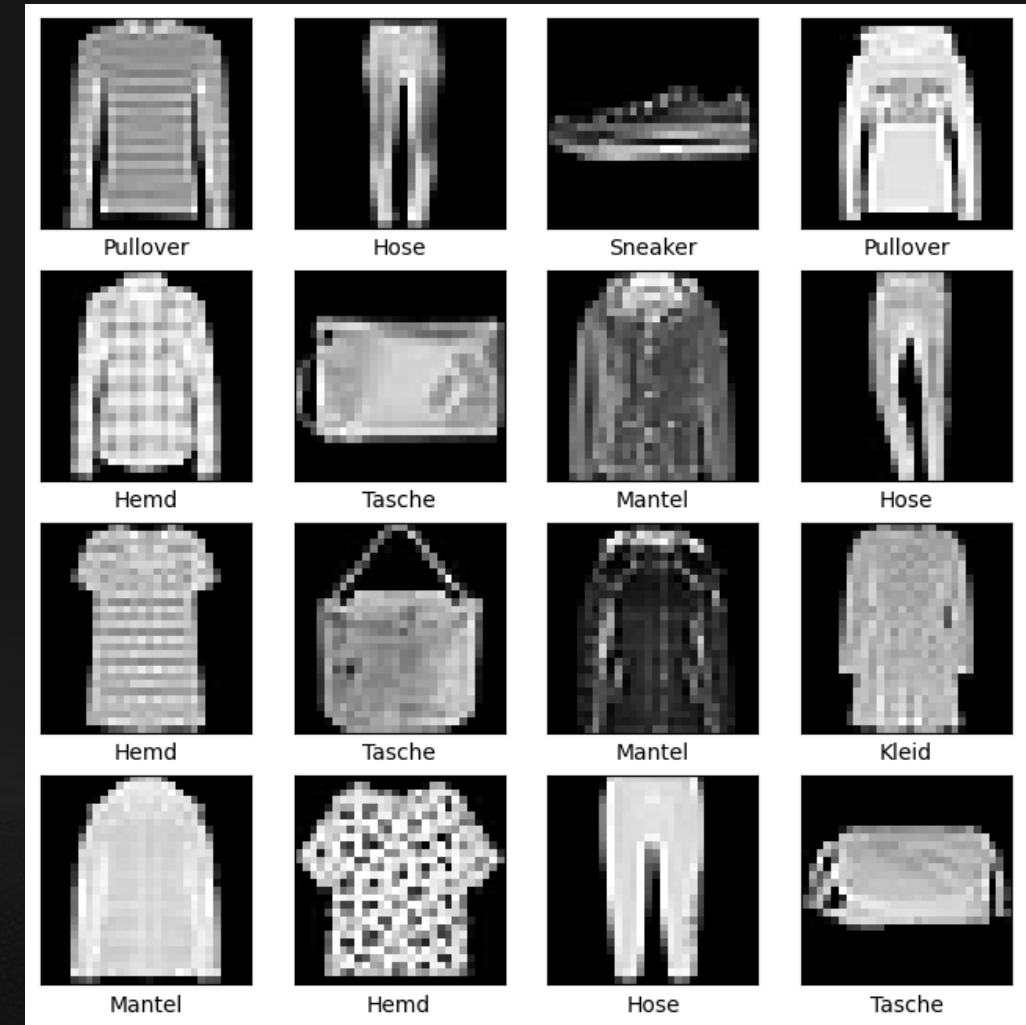 Pullover Hose Sneaker Pullover
Hemd Tasche Mantel Hose
Hemd Tasche Mantel Kleid
Mantel Hemd Hose Tasche